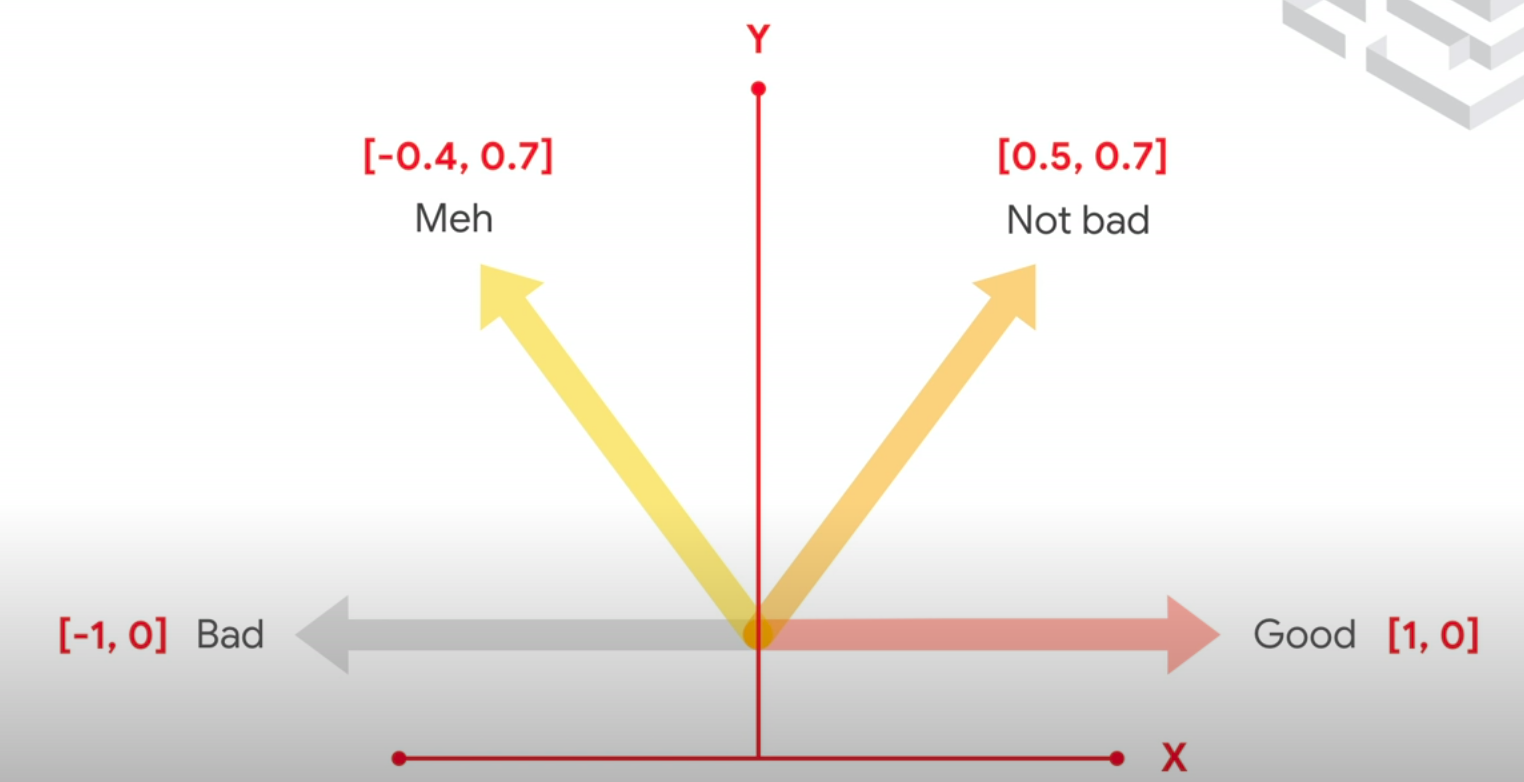 Y
[-0.4, 0.7]
Meh
[0.5, 0.7]
Not bad
[-1, 0] Bad
Good [1, 0]
X